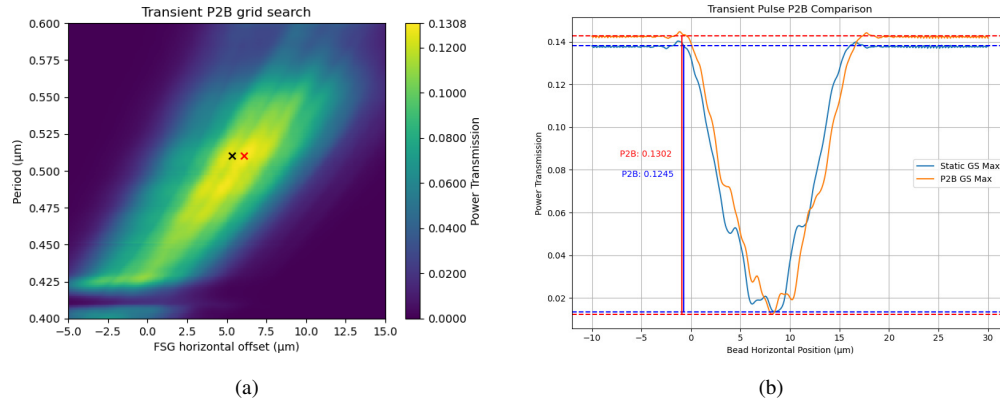 Transient P2B grid search
0.600
0.575
0.550
0.525
0.500
0.475
0.450
0.425
0.400
Period (μm)
−5.0 −2.5 0.0 2.5 5.0 7.5 10.0 12.5 15.0
FSG horizontal offset (μm)
0.1308
0.1200
0.1000
0.0800
0.0600
0.0400
0.0200
0.0000
Power Transmission
(a)
Transient Pulse P2B Comparison
0.14
0.12
0.10
0.08
0.06
0.04
0.02
Power Transmission
P2B: 0.1302
P2B: 0.1245
Static GS Max
P2B GS Max
−10 −5 0 5 10 15 20 25 30
Bead Horizontal Position (μm)
(b)